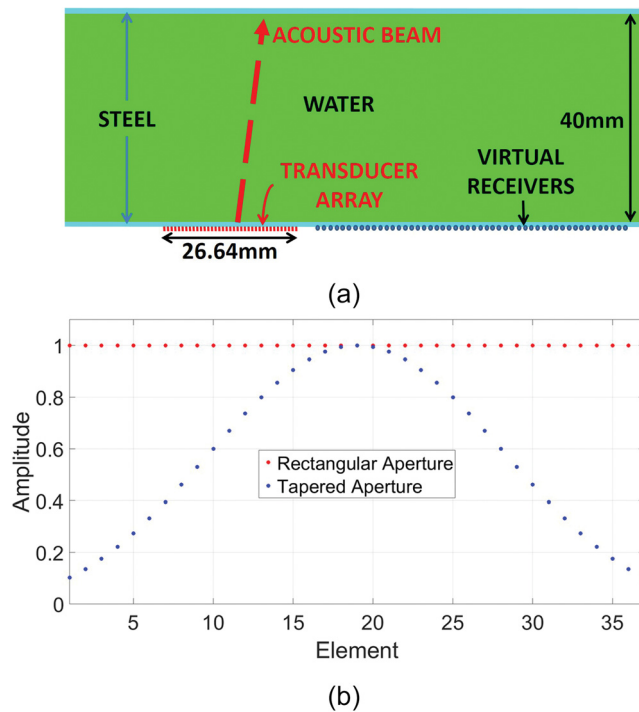 ACOUSTIC BEAM
STEEL
WATER
40mm
TRANSDUCER
ARRAY
VIRTUAL
RECEIVERS
26.64mm
(a)
1
0.8
0.6
0.4
0.2
0
Amplitude
Rectangular Aperture
Tapered Aperture
5 10 15 20 25 30 35
Element
(b)